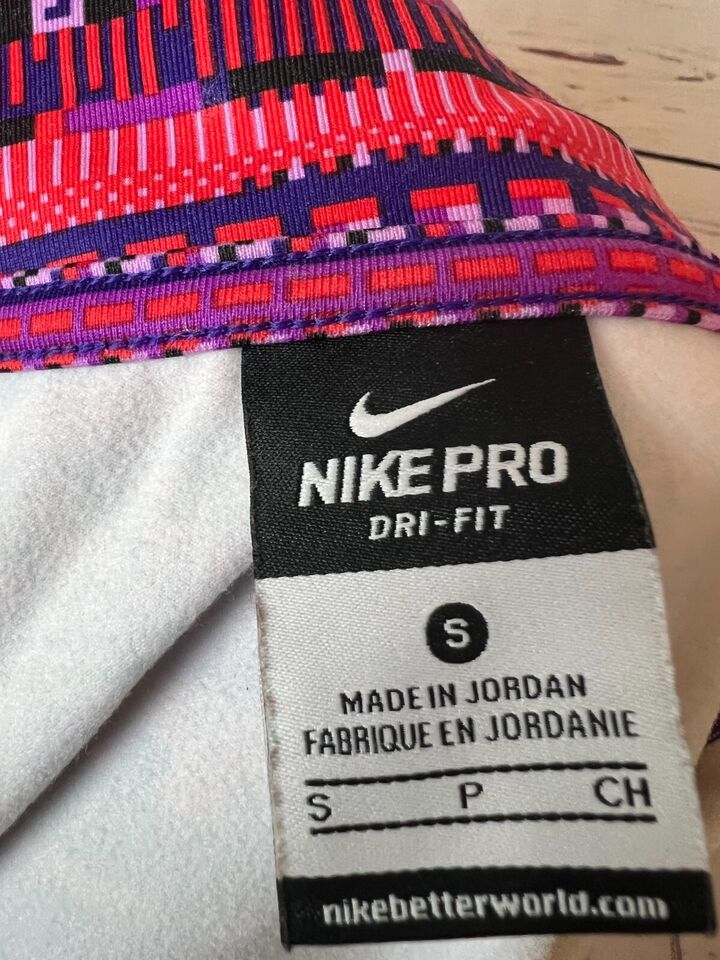 NIKE PRO
DRI-FIT
S
MADE IN JORDAN
FABRIQUE EN JORDANIE
S P CH
nikebetterworld.com